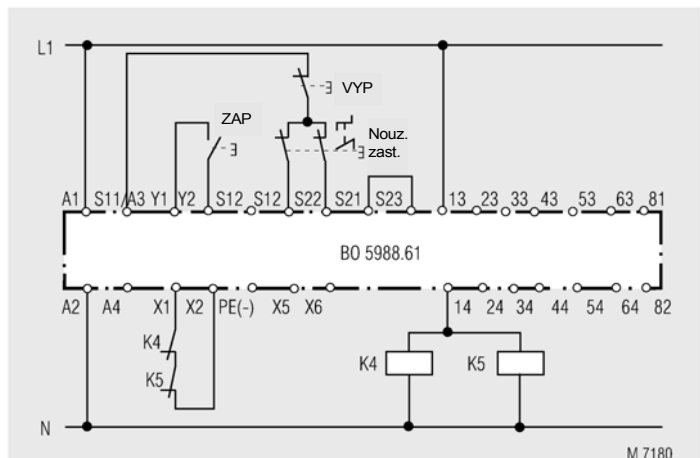 L1
VYP
ZAP
Nouz.
zast.
A1 S11/A3 Y1 Y2 S12 S12 S22 S21 S23 13 23 33 43 53 63 81
BO 5988.61
A2 A4 X1 X2 PE(-) X5 X6 14 24 34 44 54 64 82
K4
K5
K4 K5
N
M 7180